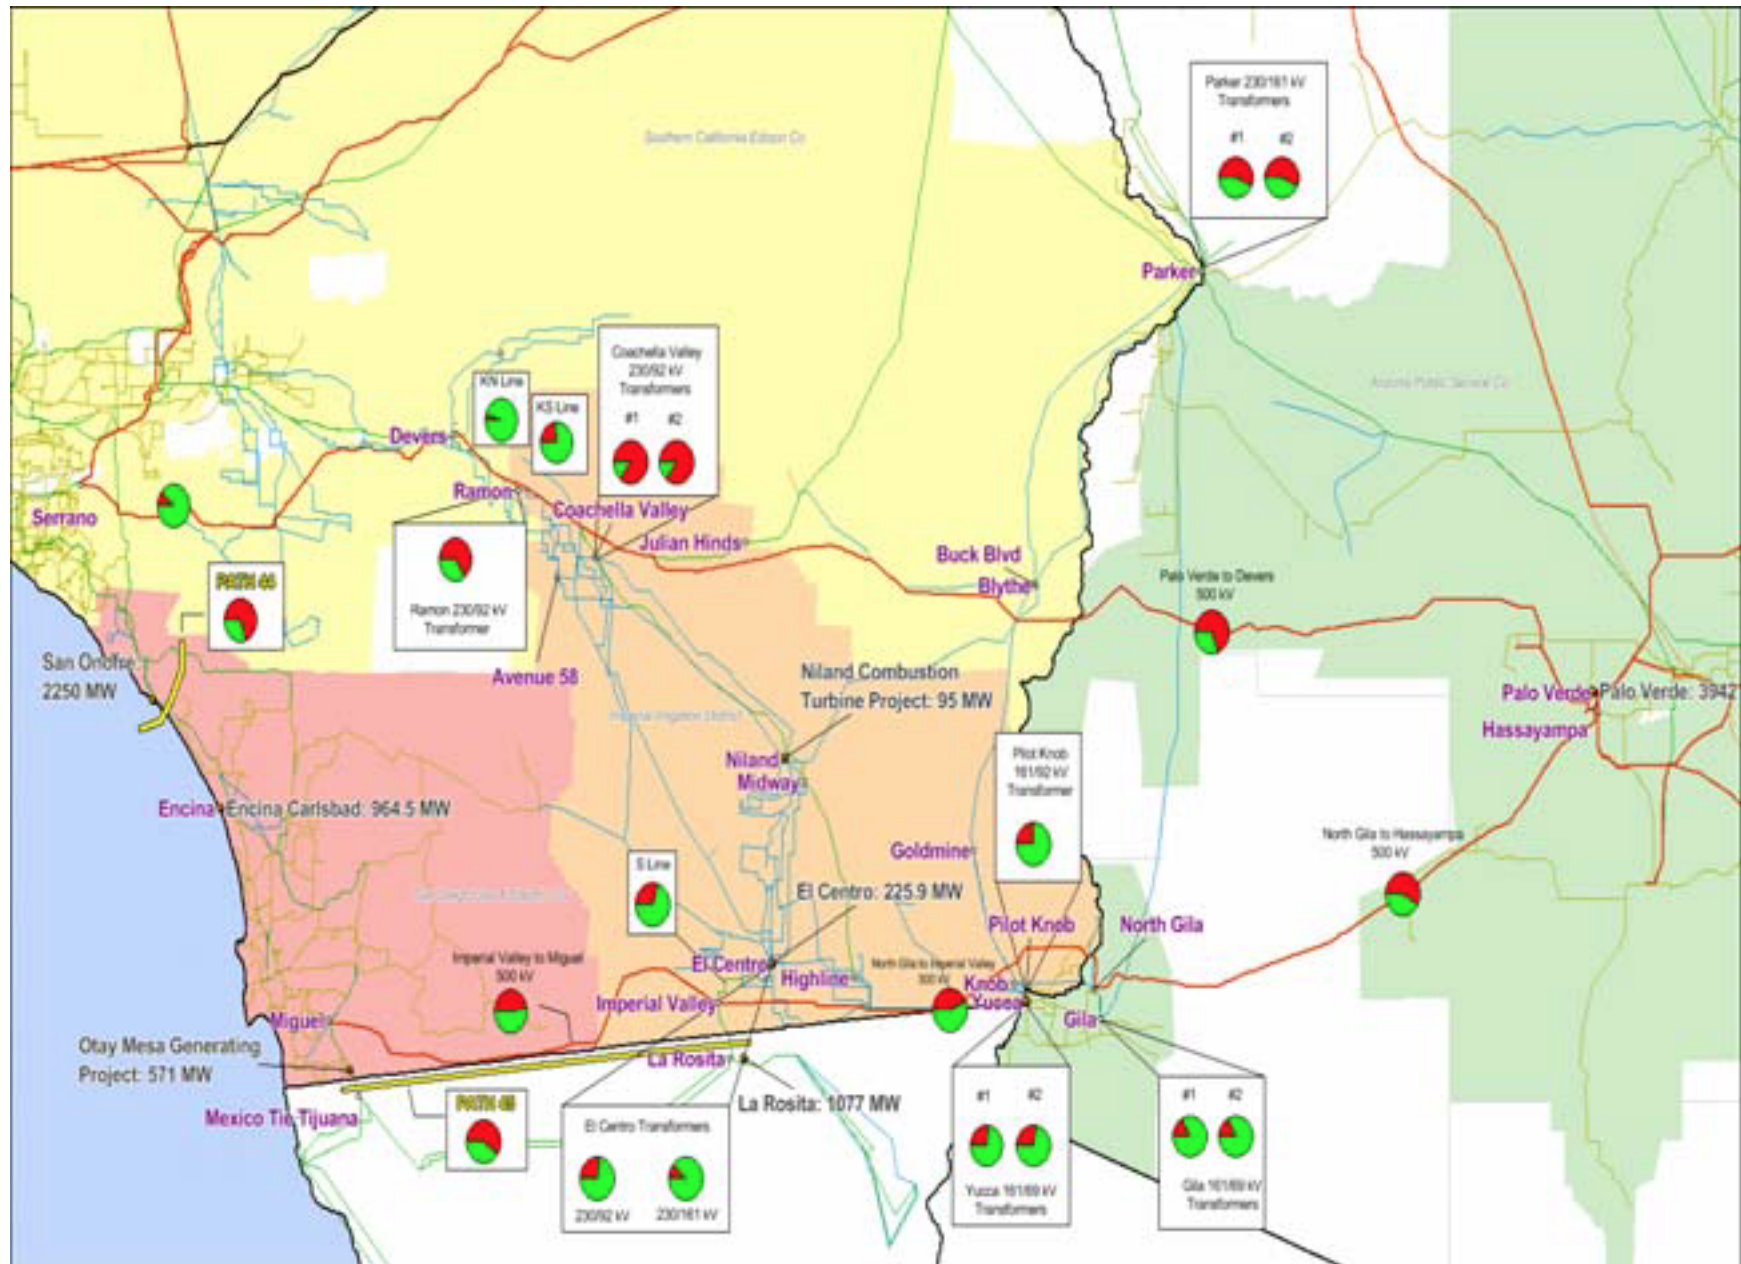 Parker 230/161 kV
Transformers
#1 #2
Southern California Edison Co
Parker
Coachella Valley
230/92 kV
Transformers
#1 #2
KN Line
KS Line
Arizona Public Service Co
Devers
Ramon
Coachella Valley
Serrano
Julian Hinds
Buck Blvd
Blythe
Palo Verde to Devers
500 kV
PATH 44
Ramon 230/92 kV
Transformer
San Onofre:
2250 MW
Avenue 58
Niland Combustion
Turbine Project: 95 MW
Palo Verde
Palo Verde: 3942
Hassayampa
Imperial Irrigation District
Pilot Knob
161/92 kV
Transformer
Niland
Midway
Encina
Encina Carlsbad: 964.5 MW
North Gila to Hassayampa
500 kV
Goldmine
S Line
El Centro: 225.9 MW
Pilot Knob
North Gila
Imperial Valley to Miguel
500 kV
El Centro
Highline
North Gila to Imperial Valley
500 kV
Knob
Yucca
Imperial Valley
Gila
Miguel
Otay Mesa Generating
Project: 571 MW
La Rosita
Mexico Tie Tijuana
PATH 45
La Rosita: 1077 MW
El Centro Transformers
230/92 kV 230/161 kV
#1 #2
Yucca 161/69 kV
Transformers
#1 #2
Gila 161/69 kV
Transformers